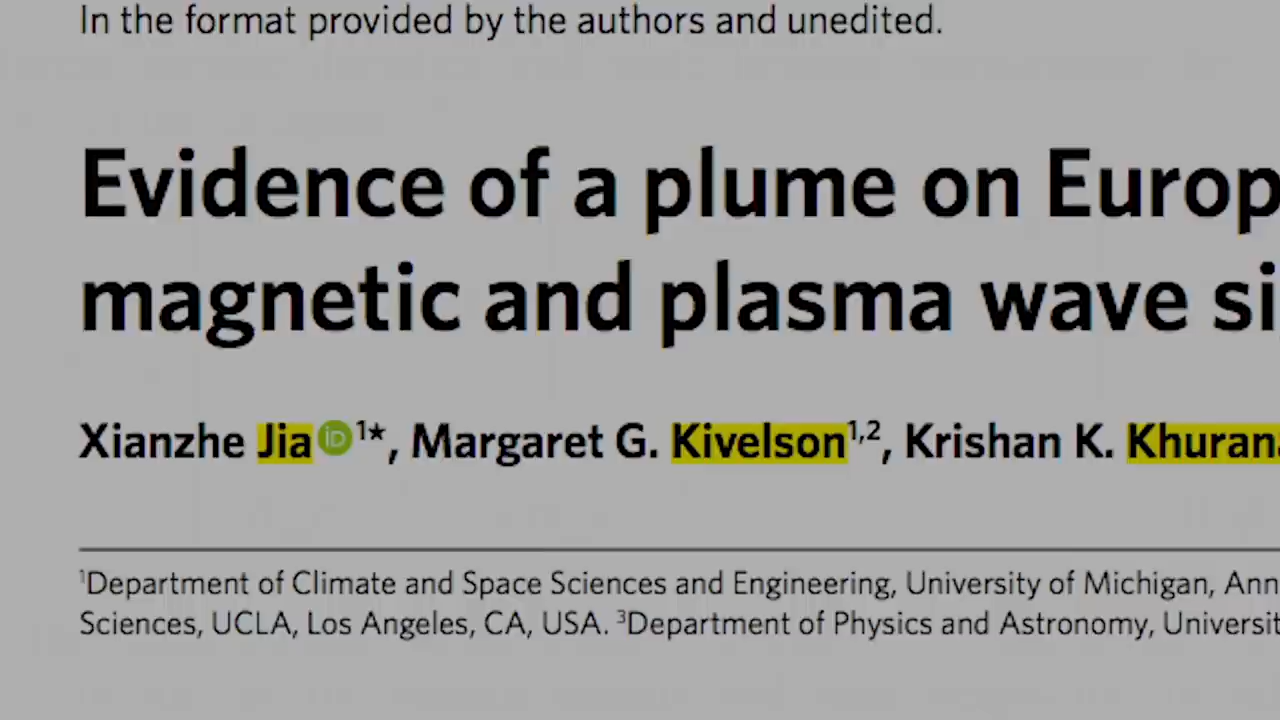 In the format provided by the authors and unedited.
Evidence of a plume on Europ
magnetic and plasma wave si
Xianzhe Jia iD 1★, Margaret G. Kivelson1,2, Krishan K. Khuran
1Department of Climate and Space Sciences and Engineering, University of Michigan, Ann
Sciences, UCLA, Los Angeles, CA, USA. 3Department of Physics and Astronomy, Universit